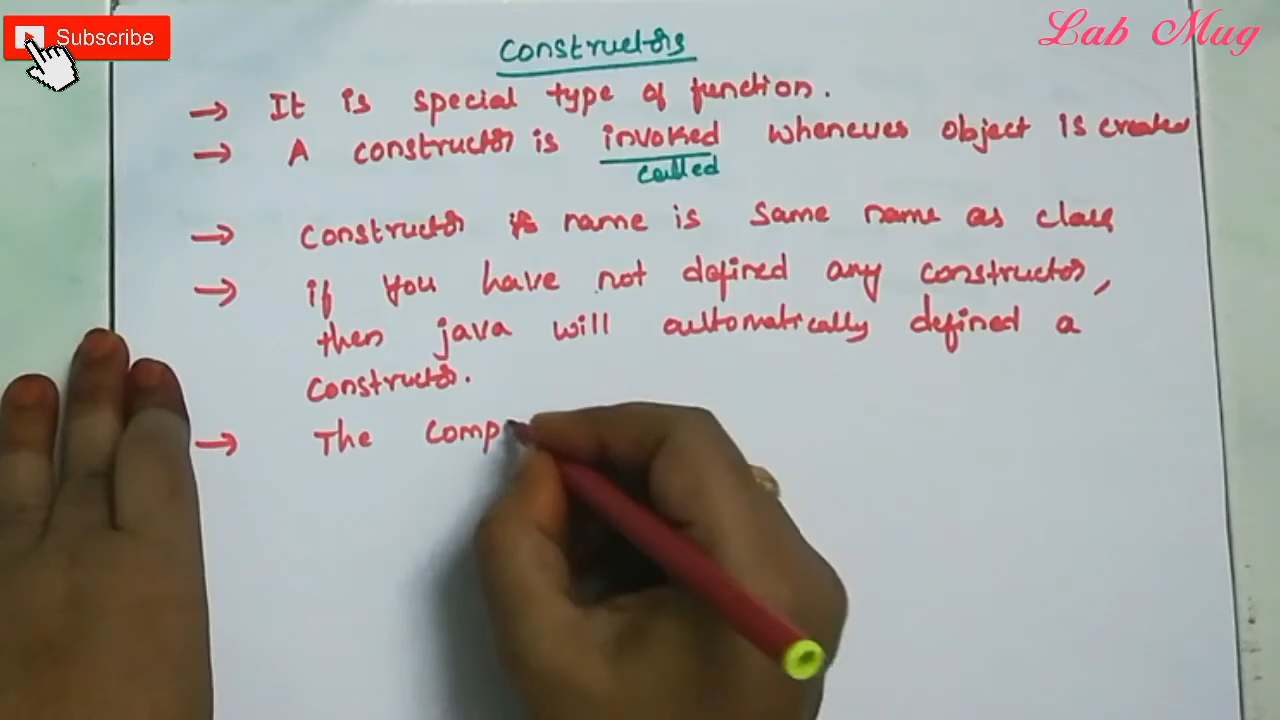 Subscribe
Lab Mug
Constructors
→ It is special type of function.
→ A constructor is invoked whenever object is created
called
→ Constructor is name is same name as class
→ if you have not defined any constructor,
then java will automatically defined a
constructor.
→ The comp